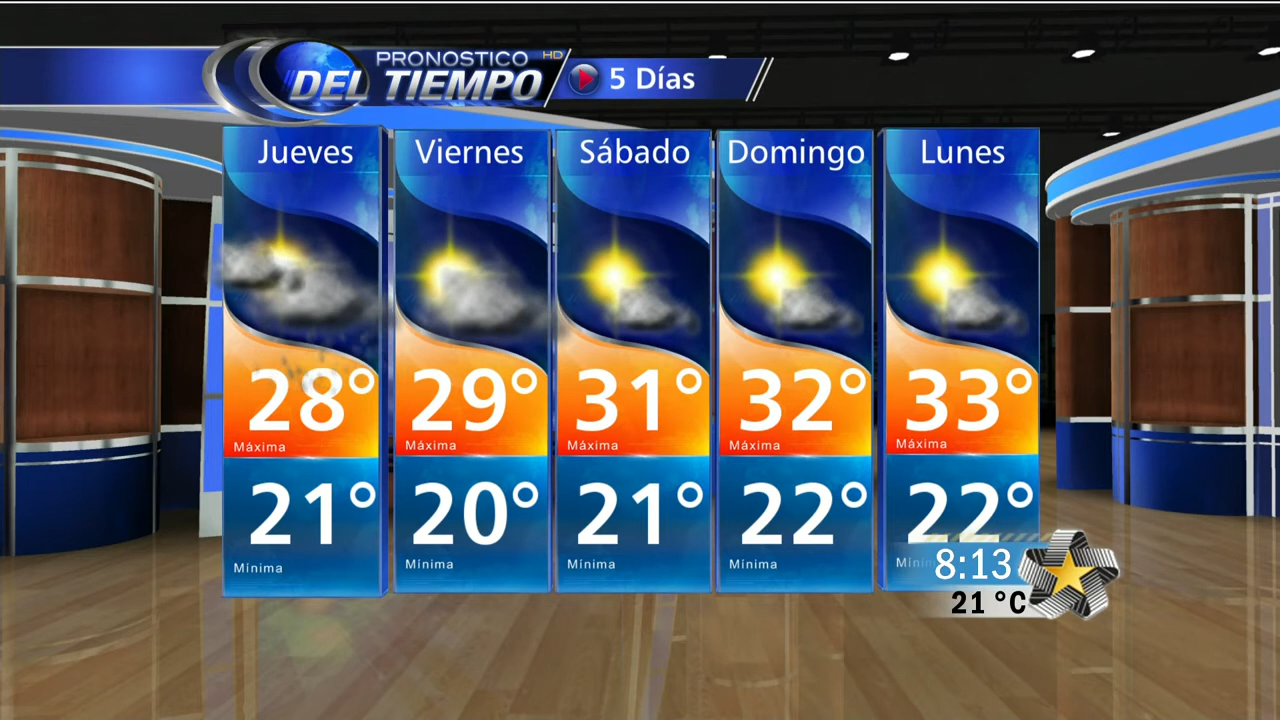 PRONOSTICO HD
DEL TIEMPO
5 Días
Jueves
28°
Máxima
21°
Mínima
Viernes
29°
Máxima
20°
Mínima
Sábado
31°
Máxima
21°
Mínima
Domingo
32°
Máxima
22°
Mínima
Lunes
33°
Máxima
22°
8:13
21 °C